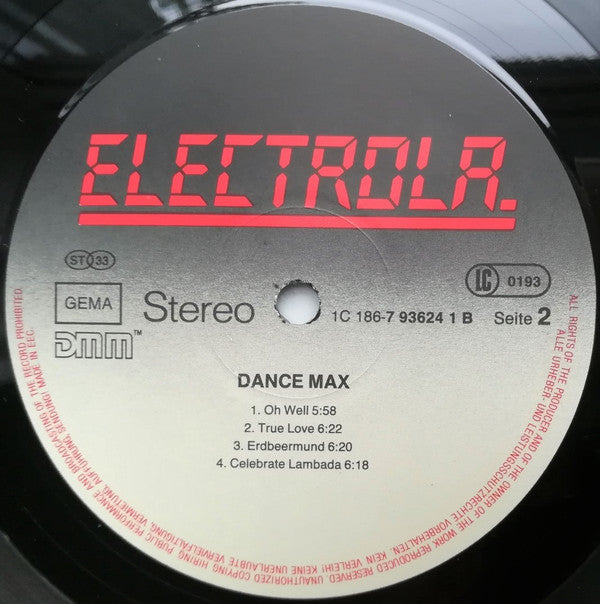 ELECTROLA.
ST 33
GEMA
Stereo
DMM™
LC 0193
1C 186-7 93624 1 B
Seite 2
DANCE MAX
1. Oh Well 5:58
2. True Love 6:22
3. Erdbeermund 6:20
4. Celebrate Lambada 6:18
ALL RIGHTS OF THE PRODUCER AND OF THE OWNER OF THE WORK REPRODUCED RESERVED. UNAUTHORIZED COPYING HIRING, PUBLIC PERFORMANCE AND BROADCASTING OF THE RECORD PROHIBITED.
ALLE URHEBER- UND LEISTUNGSSCHUTZRECHTE VORBEHALTEN. KEIN VERLEIH! KEINE UNERLAUBTE VERVIELFÄLTIGUNG, VERMIETUNG, AUFFÜHRUNG, SENDUNG! MADE IN EEC.